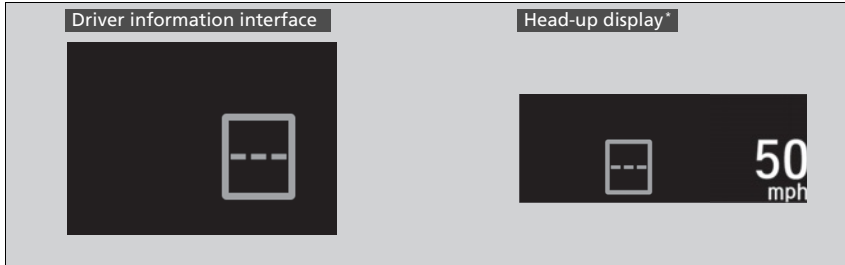 Driver information interface
Head-up display*
---
---
50
mph